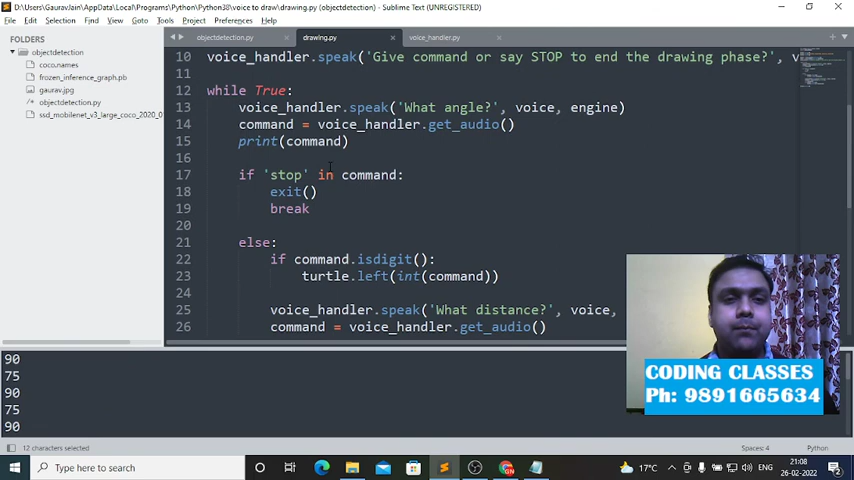 D:\Users\GauravJain\AppData\Local\Programs\Python\Python38\voice to draw\drawing.py (objectdetection) - Sublime Text (UNREGISTERED)
File Edit Selection Find View Goto Tools Project Preferences Help
FOLDERS
objectdetection
coco.names
frozen_inference_graph.pb
gaurav.jpg
objectdetection.py
ssd_mobilenet_v3_large_coco_2020_0
objectdetection.py
drawing.py
voice_handler.py
10 voice_handler.speak('Give command or say STOP to end the drawing phase?', v
11
12 while True:
13 voice_handler.speak('What angle?', voice, engine)
14 command = voice_handler.get_audio()
15 print(command)
16
17 if 'stop' in command:
18 exit()
19 break
20
21 else:
22 if command.isdigit():
23 turtle.left(int(command))
24
25 voice_handler.speak('What distance?', voice,
26 command = voice_handler.get_audio()
90
75
90
75
90
CODING CLASSES
Ph: 9891665634
12 characters selected
Spaces: 4
Python
Type here to search
17°C
ENG
21:08
26-02-2022
2